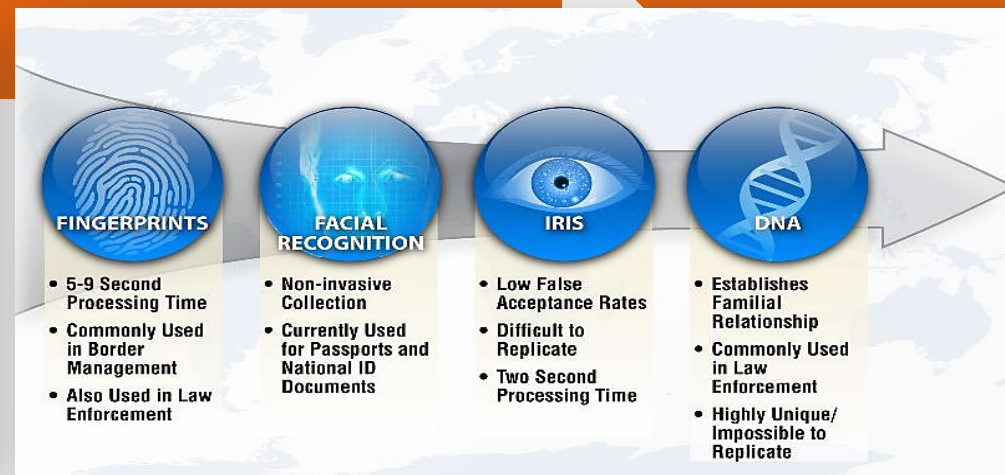 FINGERPRINTS
• 5-9 Second
Processing Time
• Commonly Used
in Border
Management
• Also Used in Law
Enforcement
FACIAL
RECOGNITION
• Non-invasive
Collection
• Currently Used
for Passports and
National ID
Documents
IRIS
• Low False
Acceptance Rates
• Difficult to
Replicate
• Two Second
Processing Time
DNA
• Establishes
Familial
Relationship
• Commonly Used
in Law
Enforcement
• Highly Unique/
Impossible to
Replicate